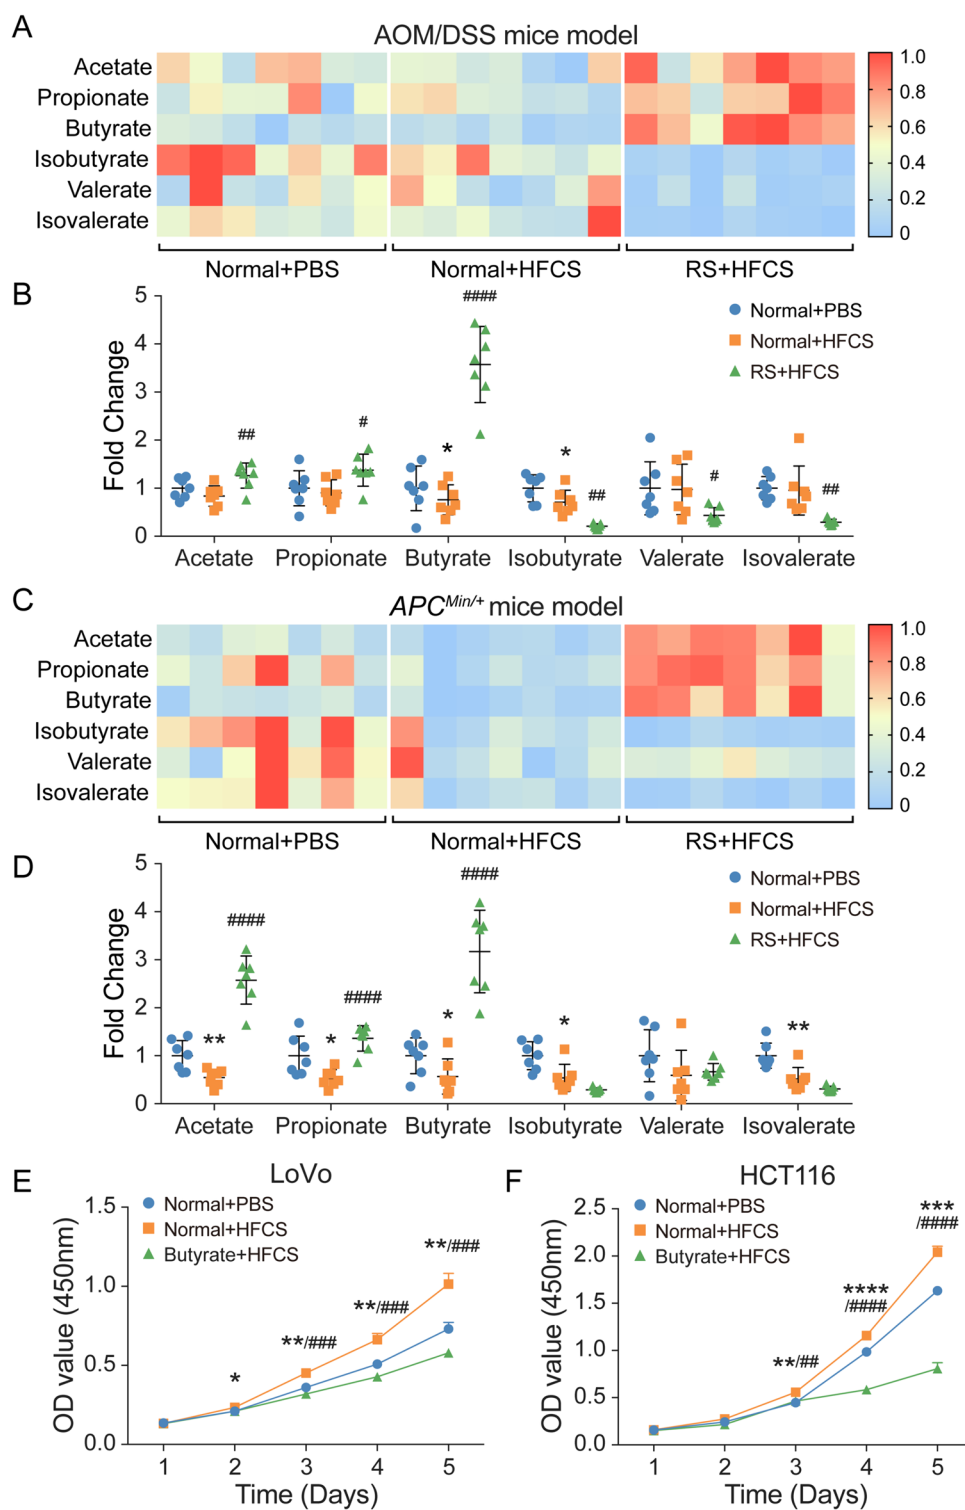 A
AOM/DSS mice model
Acetate
Propionate
Butyrate
Isobutyrate
Valerate
Isovalerate
1.0
0.8
0.6
0.4
0.2
0
Normal+PBS Normal+HFCS RS+HFCS
B
Fold Change
5
4
3
2
1
0
Normal+PBS
Normal+HFCS
RS+HFCS
## # #### * * ## # ##
Acetate Propionate Butyrate Isobutyrate Valerate Isovalerate
C
APC^Min/+ mice model
Acetate
Propionate
Butyrate
Isobutyrate
Valerate
Isovalerate
1.0
0.8
0.6
0.4
0.2
0
Normal+PBS Normal+HFCS RS+HFCS
D
Fold Change
5
4
3
2
1
0
Normal+PBS
Normal+HFCS
RS+HFCS
** #### * #### * #### * **
Acetate Propionate Butyrate Isobutyrate Valerate Isovalerate
E
LoVo
OD value (450nm)
1.5
1.0
0.5
0.0
Normal+PBS
Normal+HFCS
Butyrate+HFCS
*
**/###
**/###
**/###
1 2 3 4 5
Time (Days)
F
HCT116
OD value (450nm)
2.5
2.0
1.5
1.0
0.5
0.0
Normal+PBS
Normal+HFCS
Butyrate+HFCS
**/##
****
/####
***
/####
1 2 3 4 5
Time (Days)